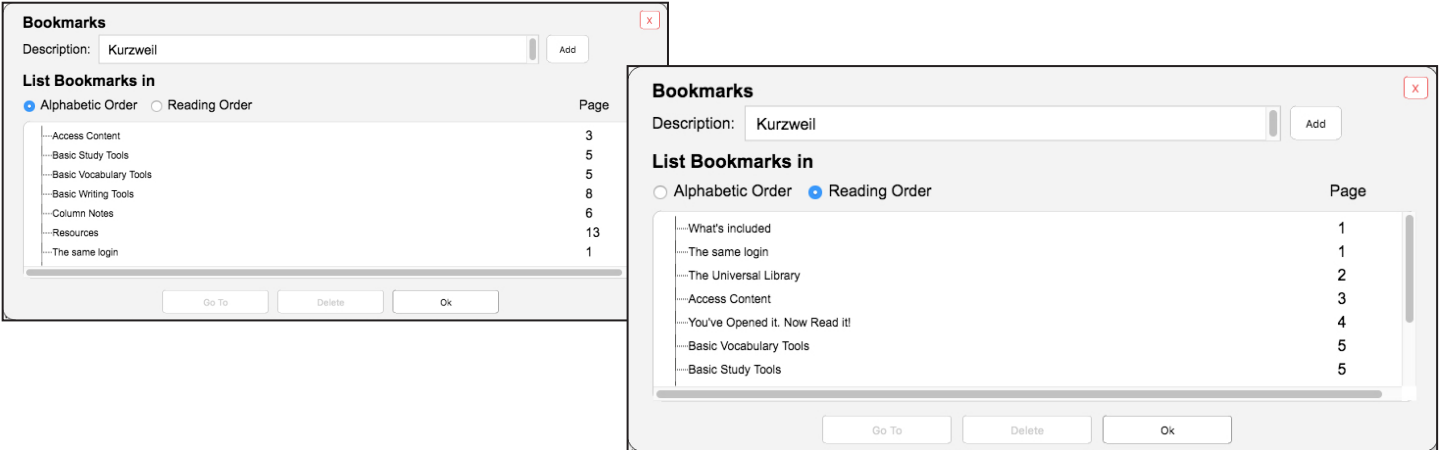 Bookmarks X
Description: Kurzweil Add
List Bookmarks in
Alphabetic Order Reading Order Page
Access Content 3
Basic Study Tools 5
Basic Vocabulary Tools 5
Basic Writing Tools 8
Column Notes 6
Resources 13
The same login 1
Go To Delete Ok
Bookmarks X
Description: Kurzweil Add
List Bookmarks in
Alphabetic Order Reading Order Page
What's included 1
The same login 1
The Universal Library 2
Access Content 3
You've Opened it. Now Read it! 4
Basic Vocabulary Tools 5
Basic Study Tools 5
Go To Delete Ok